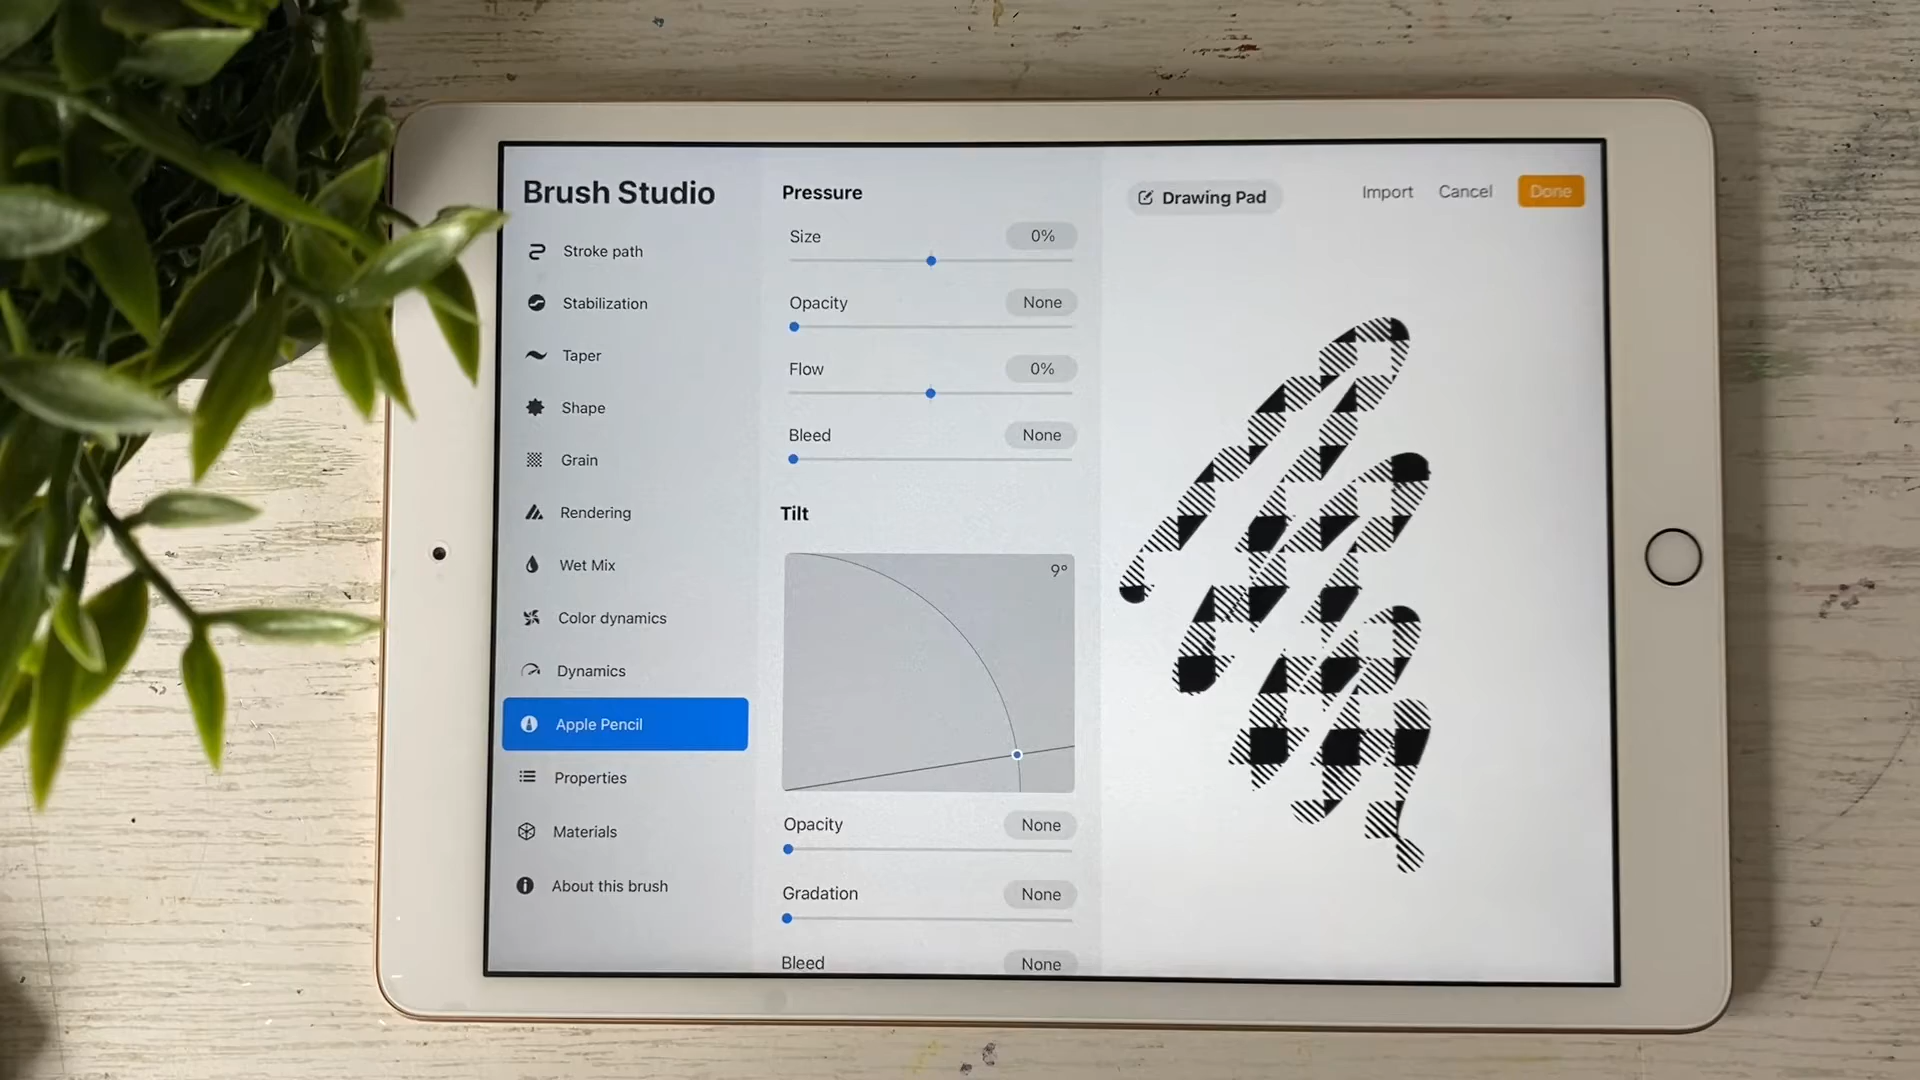 Brush Studio
Stroke path
Stabilization
Taper
Shape
Grain
Rendering
Wet Mix
Color dynamics
Dynamics
Apple Pencil
Properties
Materials
About this brush
Pressure
Size 0%
Opacity None
Flow 0%
Bleed None
Tilt
9°
Opacity None
Gradation None
Bleed None
Drawing Pad
Import Cancel Done